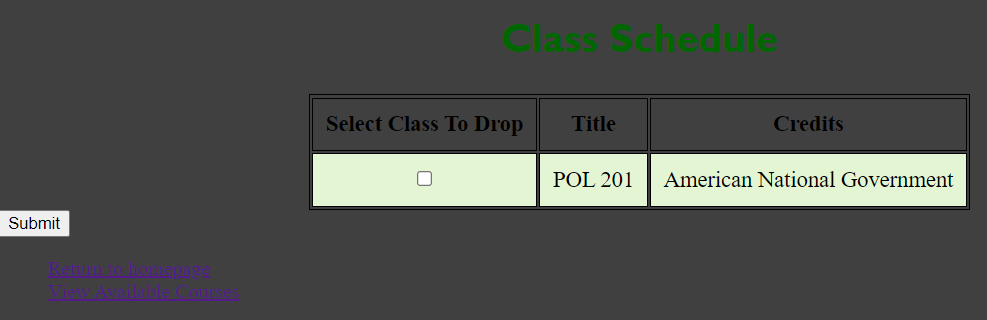 Class Schedule
Select Class To Drop Title Credits
POL 201 American National Government
Submit
Return to homepage
View Available Courses